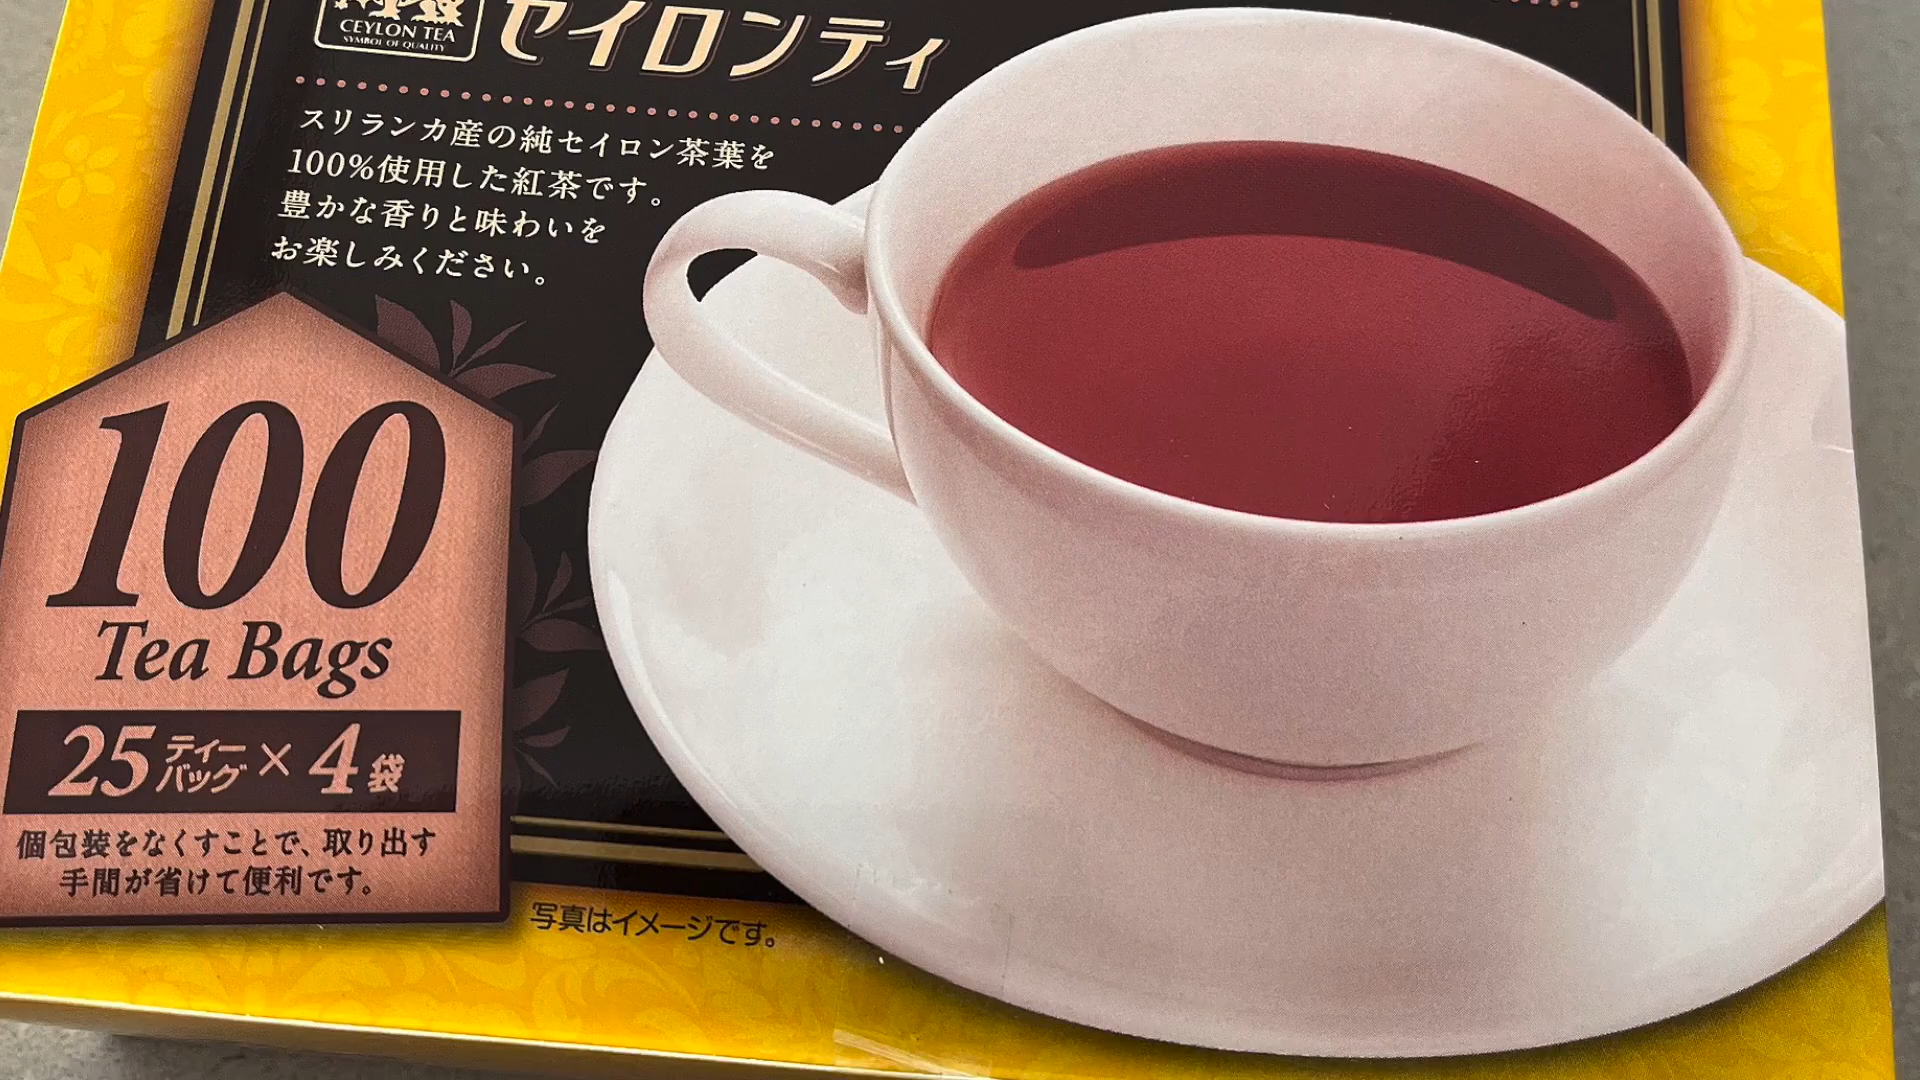 CEYLON TEA
SYMBOL OF QUALITY
セイロンティ
スリランカ産の純セイロン茶葉を
100%使用した紅茶です。
豊かな香りと味わいを
お楽しみください。
100
Tea Bags
25ティーバッグ×4袋
個包装をなくすことで、取り出す
手間が省けて便利です。
写真はイメージです。